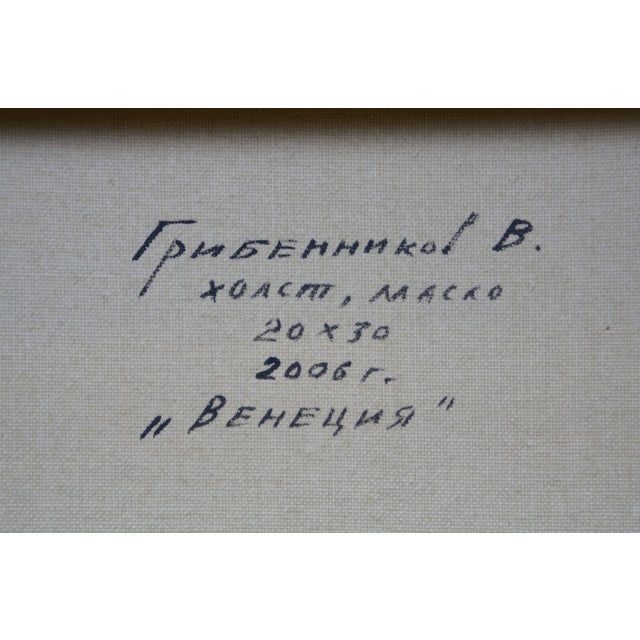 Грибенников В.
холст, масло
20 х 30
2006 г.
„Венеция"